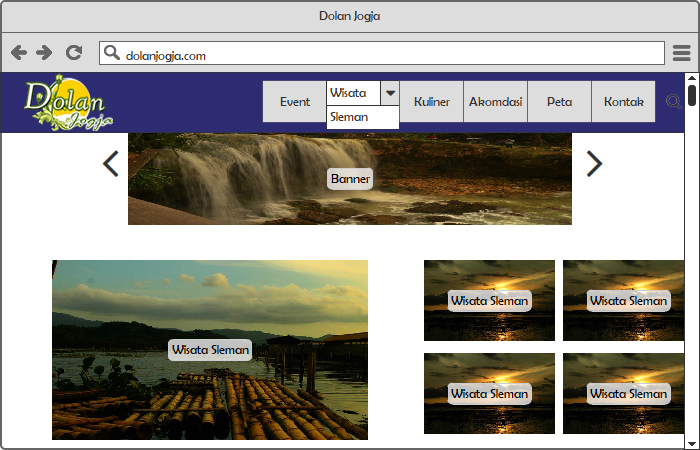 Dolan Jogja
dolanjogja.com
Dolan Jogja
Event
Wisata
Kuliner
Akomdasi
Peta
Kontak
Sleman
Banner
Wisata Sleman
Wisata Sleman
Wisata Sleman
Wisata Sleman
Wisata Sleman